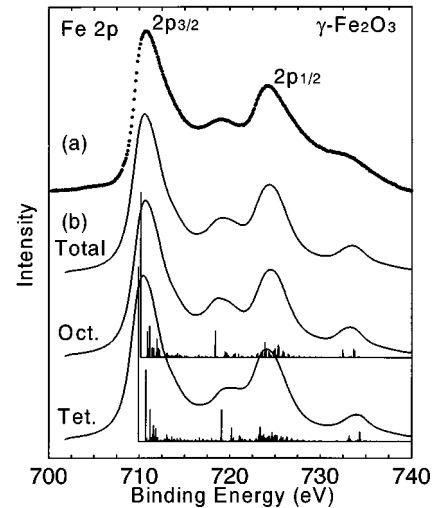 Fe 2p
2p₃/₂
γ-Fe₂O₃
2p₁/₂
(a)
(b)
Total
Oct.
Tet.
Intensity
700 710 720 730 740
Binding Energy (eV)